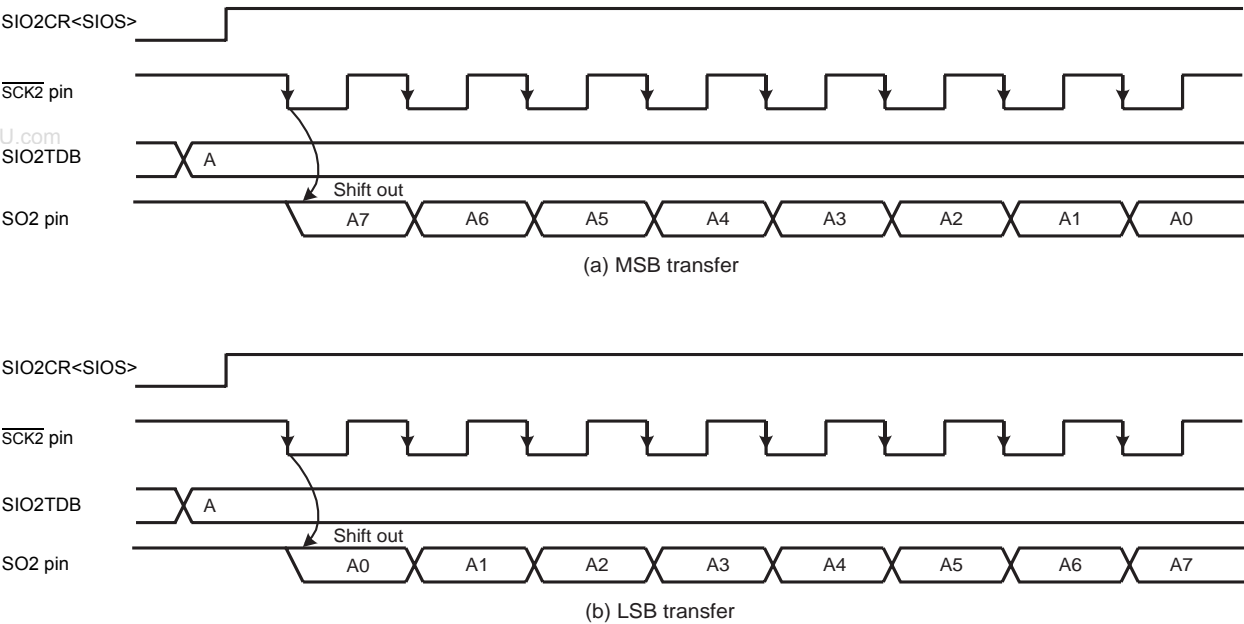 SIO2CR<SIOS>
SCK2 pin
U.com
SIO2TDB
A
Shift out
SO2 pin
A7 A6 A5 A4 A3 A2 A1 A0
(a) MSB transfer
SIO2CR<SIOS>
SCK2 pin
SIO2TDB
A
Shift out
SO2 pin
A0 A1 A2 A3 A4 A5 A6 A7
(b) LSB transfer